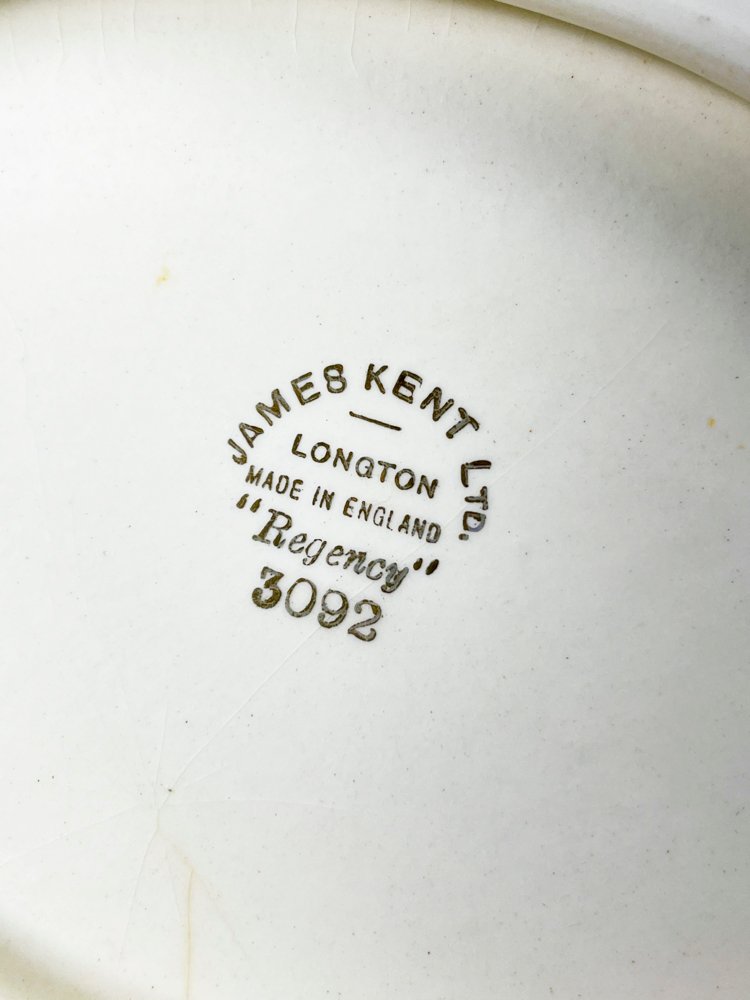 JAMES KENT LTD.
LONGTON
MADE IN ENGLAND
"Regency"
3092